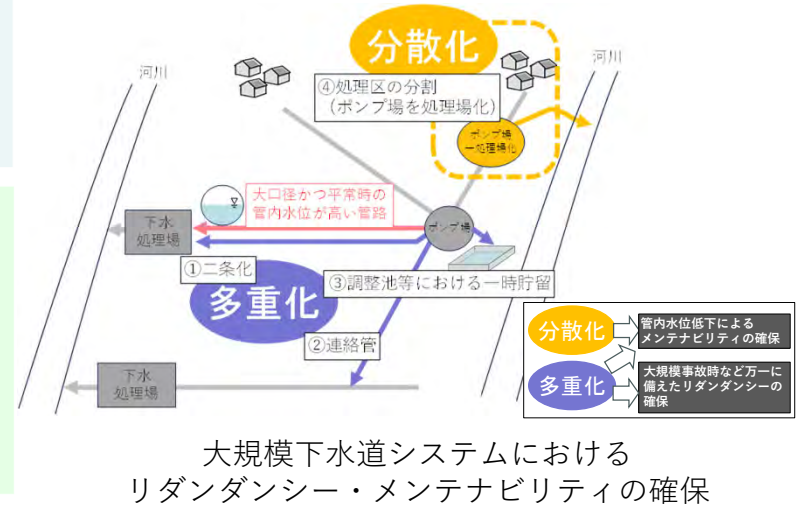 分散化
河川
河川
④処理区の分割
（ポンプ場を処理場化）
ポンプ場
→処理場化
大口径かつ平常時の
管内水位が高い管路
下水
処理場
ポンプ場
①二条化
③調整池等における一時貯留
多重化
②連絡管
下水
処理場
分散化
管内水位低下による
メンテナビリティの確保
多重化
大規模事故時など万一に
備えたリダンダンシーの
確保
大規模下水道システムにおける
リダンダンシー・メンテナビリティの確保